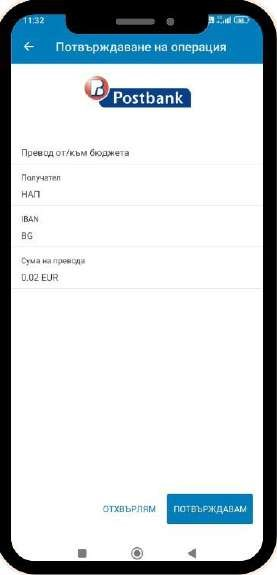 11:32
Потвърждаване на операция
Postbank
Превод от/към бюджета
Получател
НАП
IBAN
BG
Сума на превода
0.02 EUR
ОТХВЪРЛЯМ
ПОТВЪРЖДАВАМ